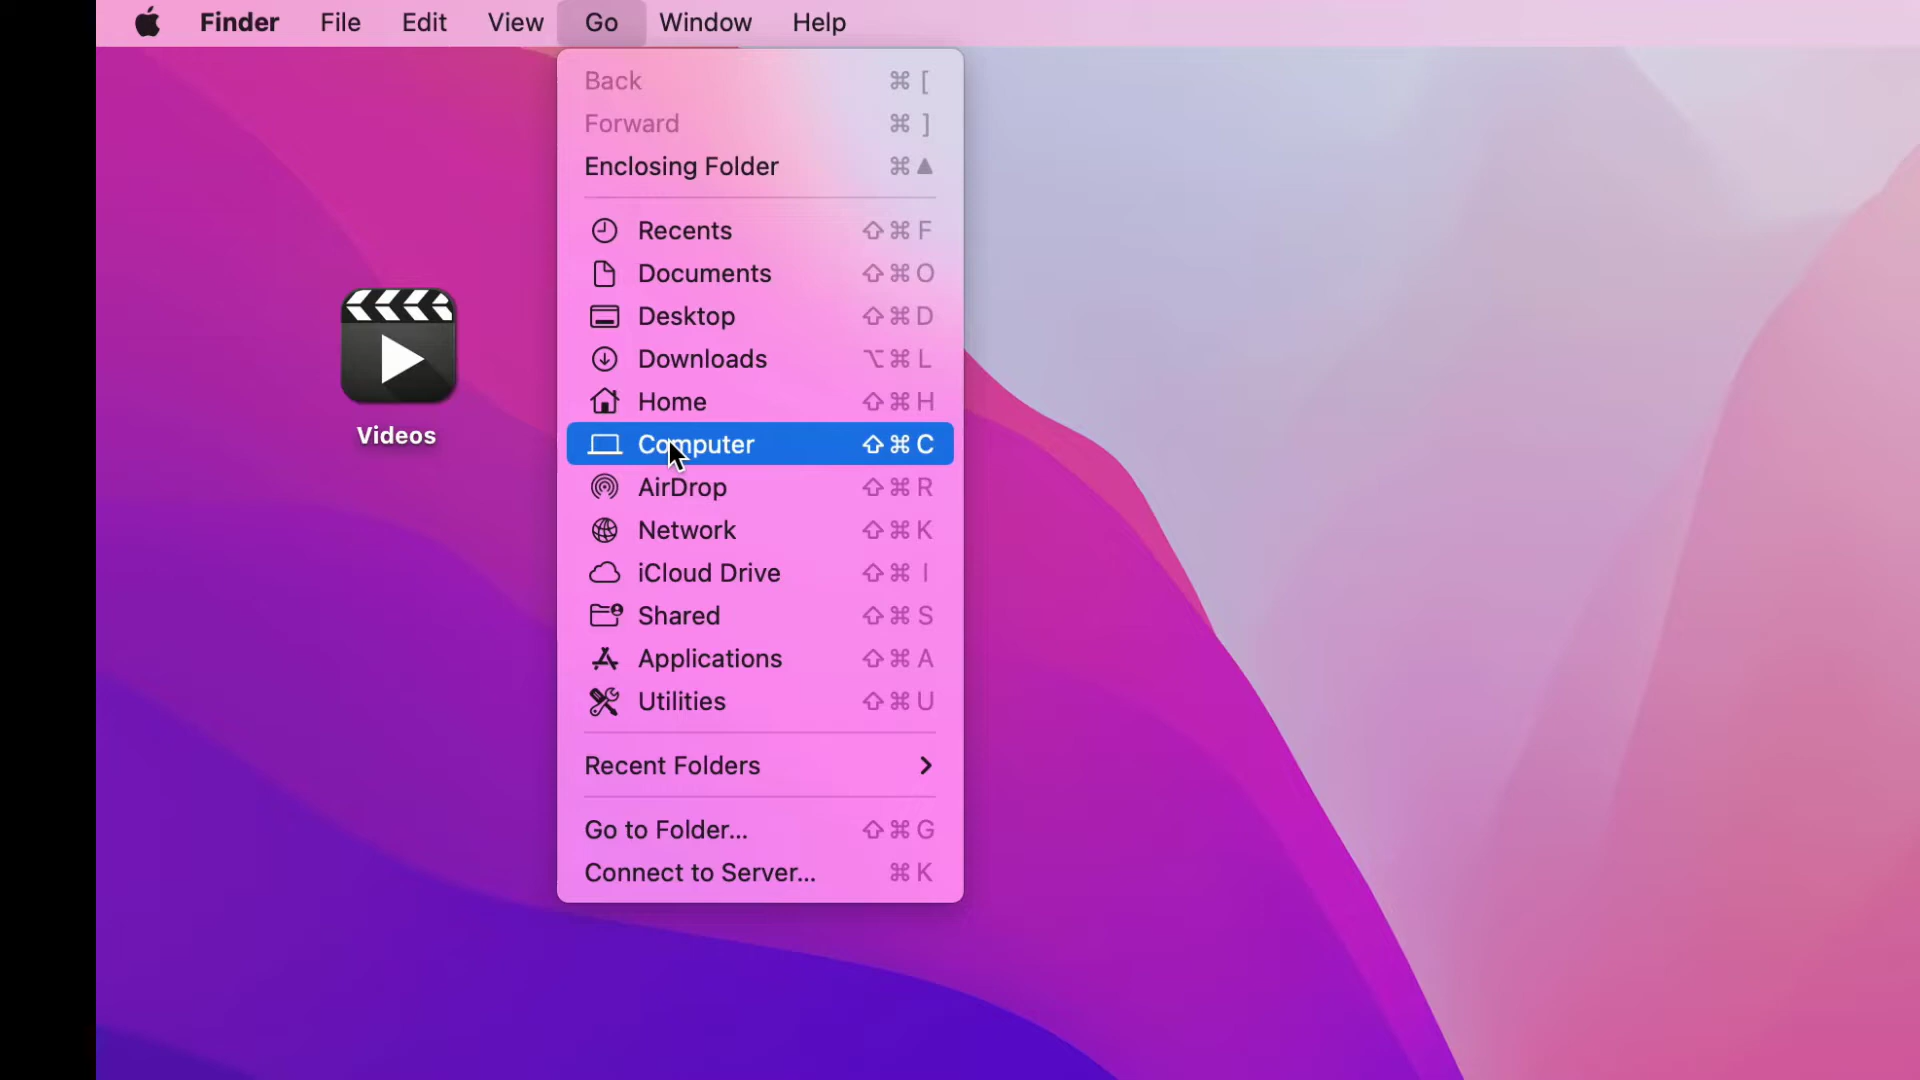 Finder File Edit View Go Window Help
Back ⌘ [
Forward ⌘ ]
Enclosing Folder ⌘ ▲
Recents ⇧ ⌘ F
Documents ⇧ ⌘ O
Desktop ⇧ ⌘ D
Downloads ⌥ ⌘ L
Home ⇧ ⌘ H
Computer ⇧ ⌘ C
AirDrop ⇧ ⌘ R
Network ⇧ ⌘ K
iCloud Drive ⇧ ⌘ I
Shared ⇧ ⌘ S
Applications ⇧ ⌘ A
Utilities ⇧ ⌘ U
Recent Folders >
Go to Folder... ⇧ ⌘ G
Connect to Server... ⌘ K
Videos